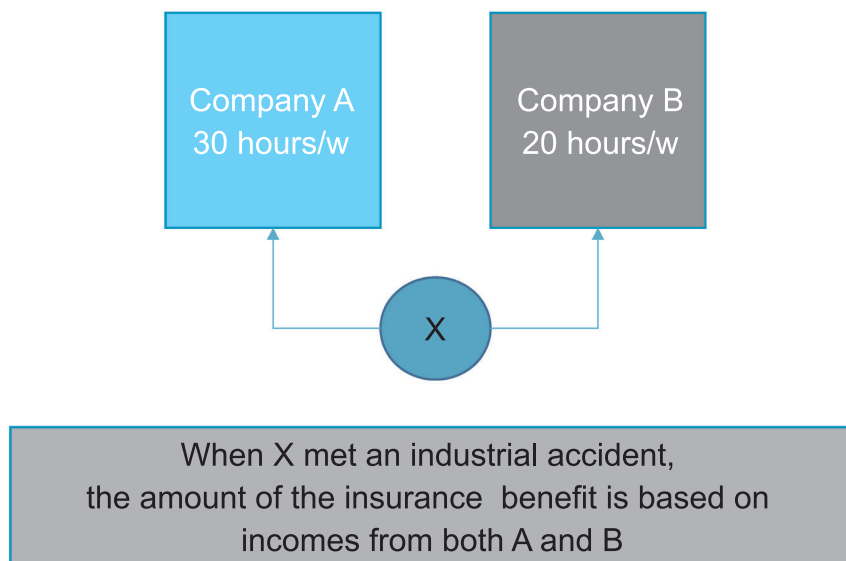 Company A
30 hours/w
Company B
20 hours/w
X
When X met an industrial accident,
the amount of the insurance  benefit is based on
incomes from both A and B